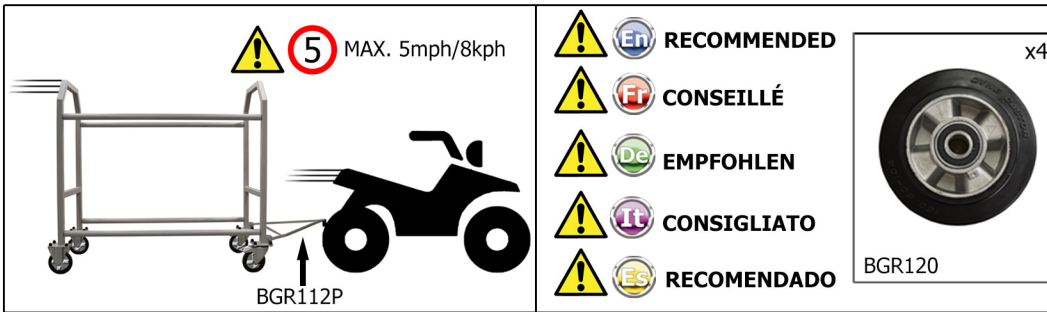 5 MAX. 5mph/8kph
BGR112P
En RECOMMENDED
Fr CONSEILLÉ
De EMPFOHLEN
It CONSIGLIATO
Es RECOMENDADO
x4
BGR120